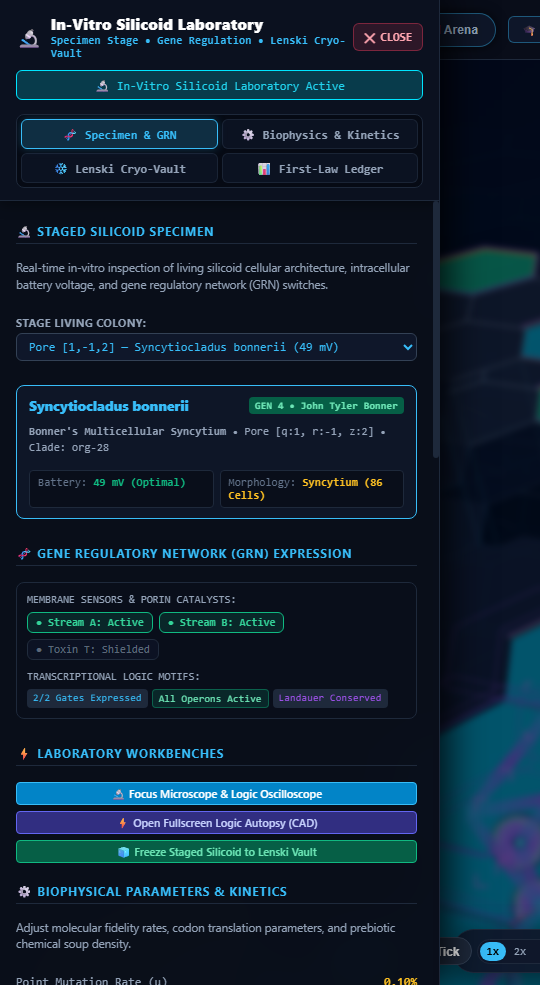 In-Vitro Silicoid Laboratory
Specimen Stage • Gene Regulation • Lenski Cryo-
Vault
CLOSE
Arena
In-Vitro Silicoid Laboratory Active
Specimen & GRN
Biophysics & Kinetics
Lenski Cryo-Vault
First-Law Ledger
STAGED SILICOID SPECIMEN
Real-time in-vitro inspection of living silicoid cellular architecture, intracellular
battery voltage, and gene regulatory network (GRN) switches.
STAGE LIVING COLONY:
Pore [1,-1,2] — Syncytiocladus bonnerii (49 mV)
Syncytiocladus bonnerii
GEN 4 • John Tyler Bonner
Bonner's Multicellular Syncytium • Pore [q:1, r:-1, z:2] •
Clade: org-28
Battery: 49 mV (Optimal)
Morphology: Syncytium (86
Cells)
GENE REGULATORY NETWORK (GRN) EXPRESSION
MEMBRANE SENSORS & PORIN CATALYSTS:
● Stream A: Active
● Stream B: Active
● Toxin T: Shielded
TRANSCRIPTIONAL LOGIC MOTIFS:
2/2 Gates Expressed
All Operons Active
Landauer Conserved
LABORATORY WORKBENCHES
Focus Microscope & Logic Oscilloscope
Open Fullscreen Logic Autopsy (CAD)
Freeze Staged Silicoid to Lenski Vault
BIOPHYSICAL PARAMETERS & KINETICS
Adjust molecular fidelity rates, codon translation parameters, and prebiotic
chemical soup density.
Tick
1x
2x
Point Mutation Rate (μ)
0.10%